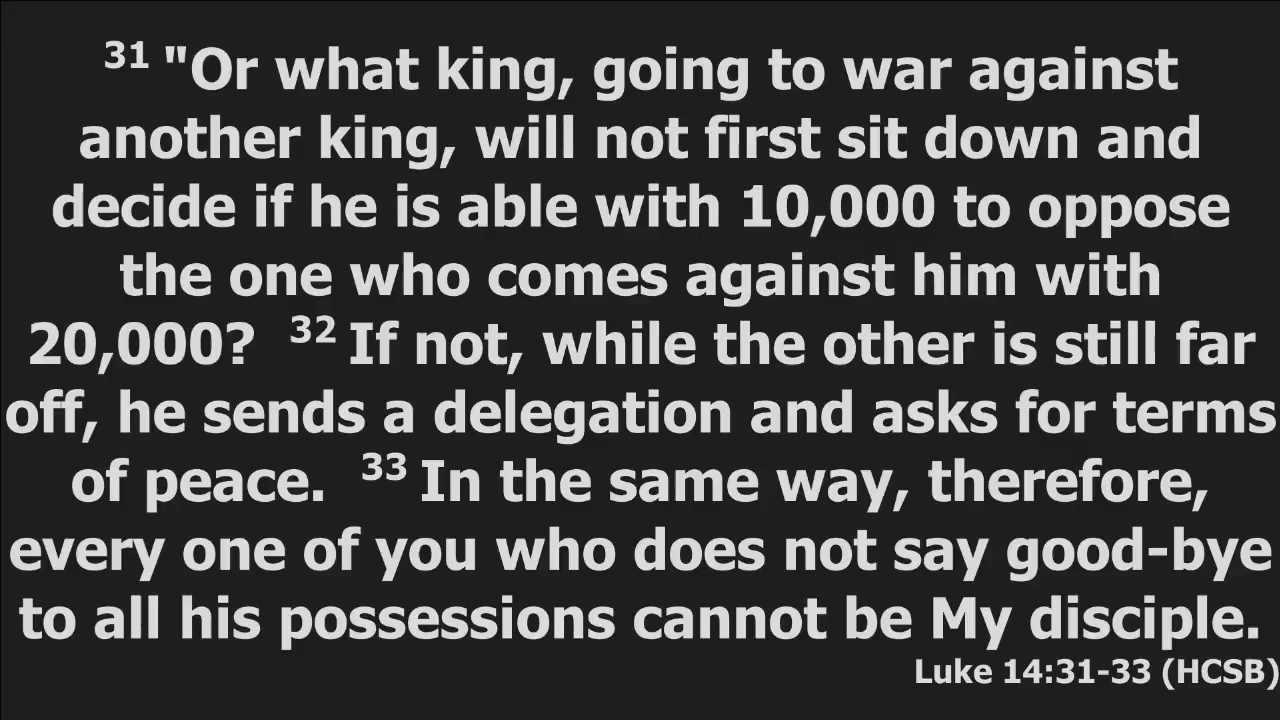 31 "Or what king, going to war against
another king, will not first sit down and
decide if he is able with 10,000 to oppose
the one who comes against him with
20,000? 32 If not, while the other is still far
off, he sends a delegation and asks for terms
of peace. 33 In the same way, therefore,
every one of you who does not say good-bye
to all his possessions cannot be My disciple.
Luke 14:31-33 (HCSB)